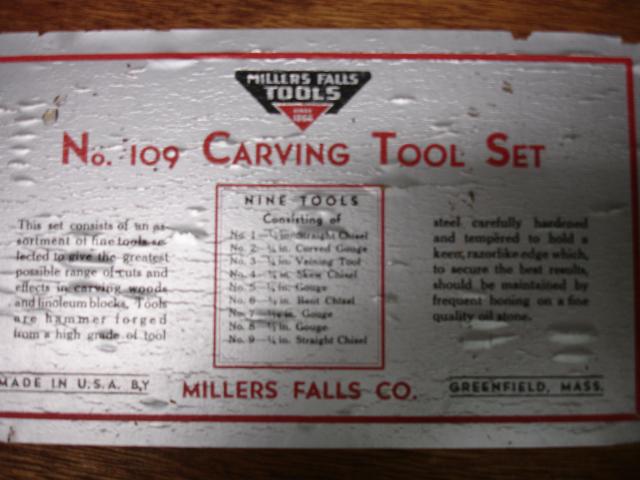 MILLERS FALLS
TOOLS
SINCE
1868
No. 109 CARVING TOOL SET
NINE TOOLS
Consisting of
No. 1 in. Straight Chisel
No. 2 in. Curved Gouge
No. 3 in. Veining Tool
No. 4 in. Skew Chisel
No. 5 in. Gouge
No. 6 in. Bent Chisel
No. 7 in. Gouge
No. 8 in. Gouge
No. 9 in. Straight Chisel
This set consists of an as-
sortment of fine tools se-
lected to give the greatest
possible range of cuts and
effects in carving woods
and linoleum blocks. Tools
are hammer forged
from a high grade of tool
steel carefully hardened
and tempered to hold a
keen, razorlike edge which,
to secure the best results,
should be maintained by
frequent honing on a fine
quality oil stone.
MADE IN U.S.A. BY
MILLERS FALLS CO.
GREENFIELD, MASS.